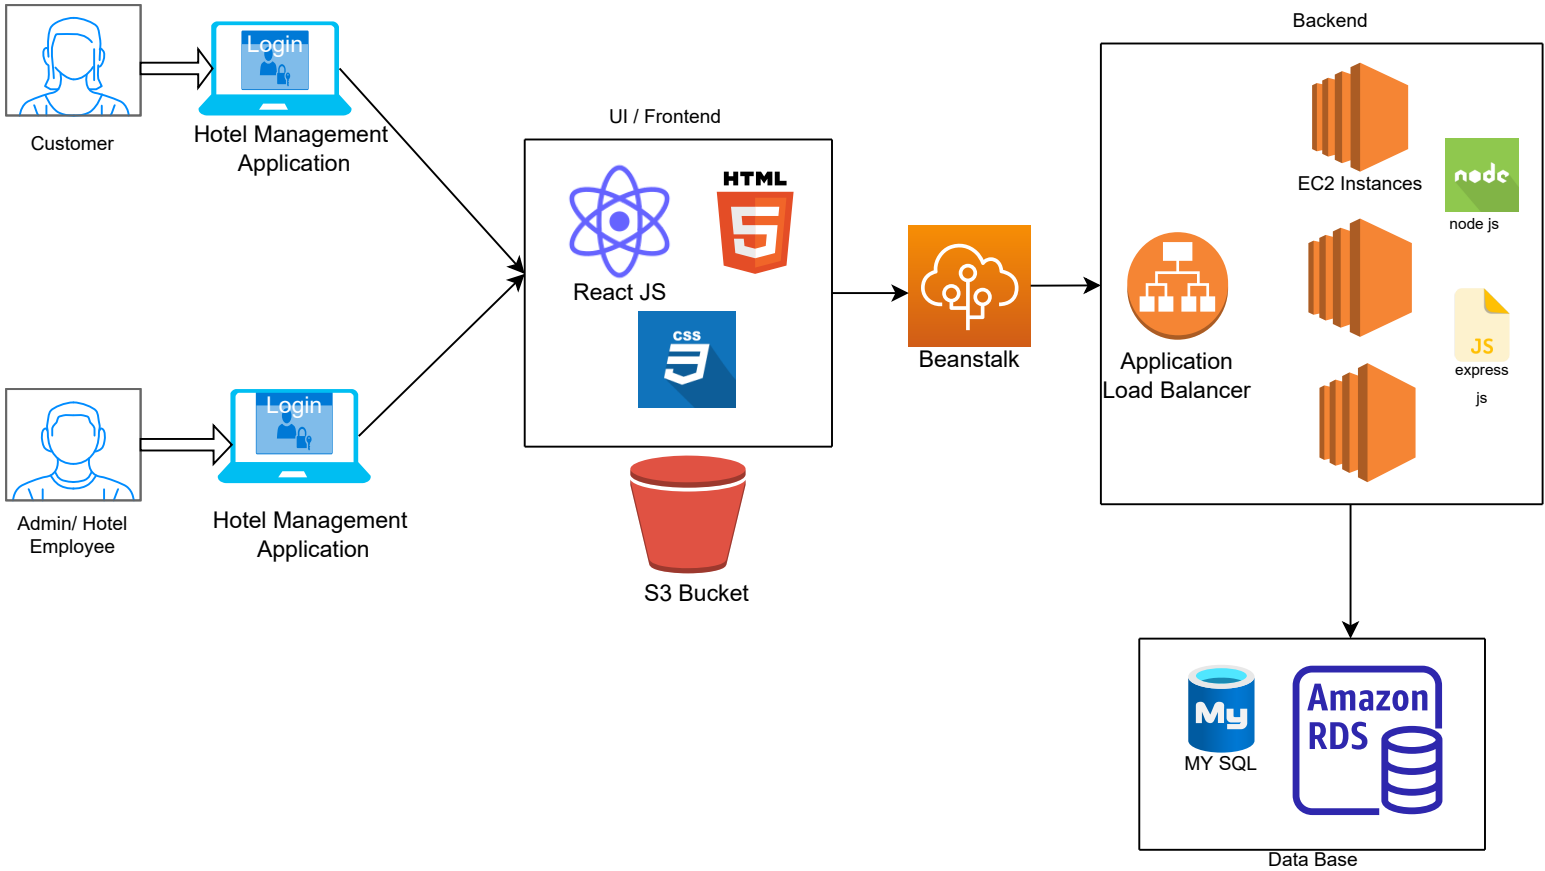 Login
Customer
Hotel Management
Application
Login
Admin/ Hotel
Employee
Hotel Management
Application
UI / Frontend
HTML
5
React JS
CSS
3
S3 Bucket
Beanstalk
Backend
EC2 Instances
node
node js
Application
Load Balancer
JS
express
js
My
MY SQL
Amazon
RDS
Data Base